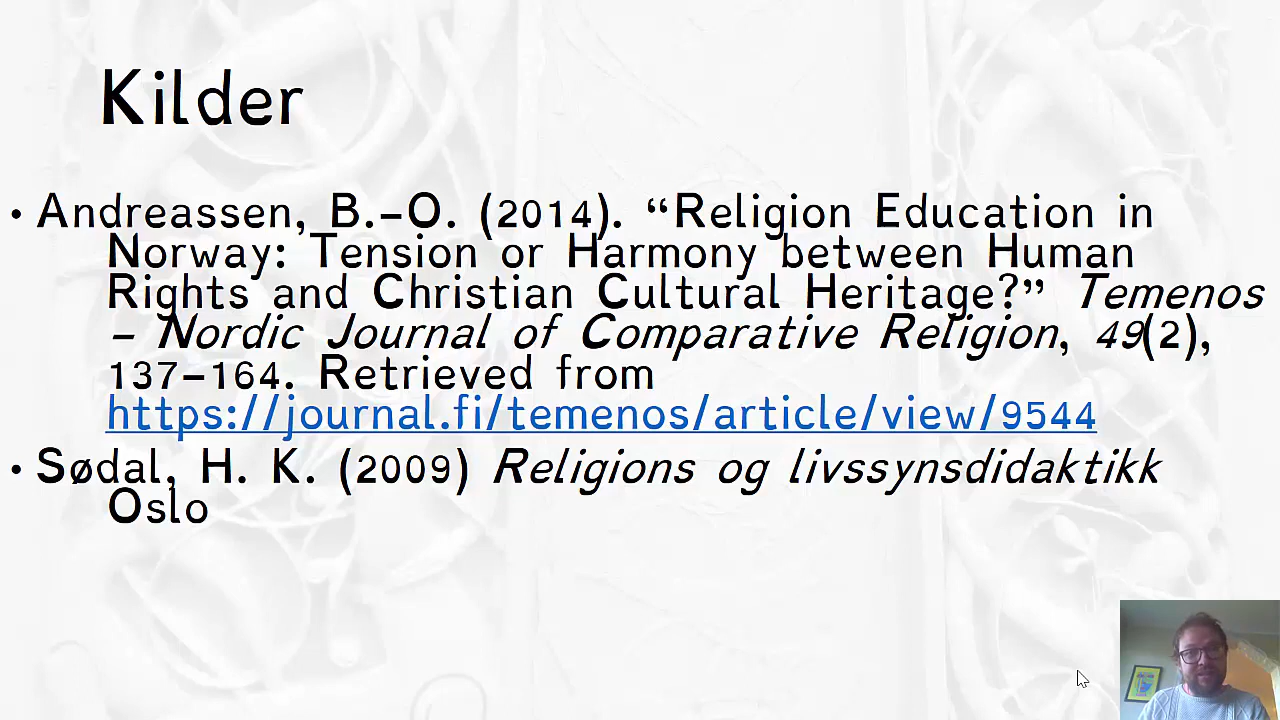 Kilder
• Andreassen, B.-O. (2014). “Religion Education in
Norway: Tension or Harmony between Human
Rights and Christian Cultural Heritage?” Temenos
– Nordic Journal of Comparative Religion, 49(2),
137–164. Retrieved from
https://journal.fi/temenos/article/view/9544
• Sødal, H. K. (2009) Religions og livssynsdidaktikk
Oslo